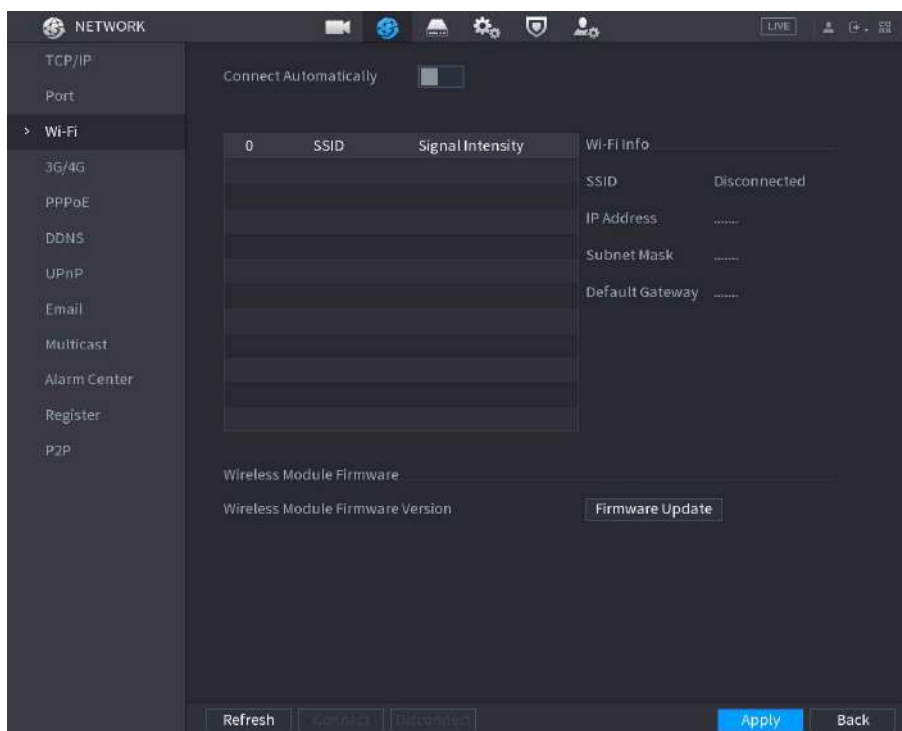 NETWORK
LIVE
TCP/IP
Port
Wi-Fi
3G/4G
PPPoE
DDNS
UPnP
Email
Multicast
Alarm Center
Register
P2P
Connect Automatically
0 SSID Signal Intensity
Wi-Fi Info
SSID Disconnected
IP Address .......
Subnet Mask .......
Default Gateway .......
Wireless Module Firmware
Wireless Module Firmware Version Firmware Update
Refresh Connect Disconnect Apply Back